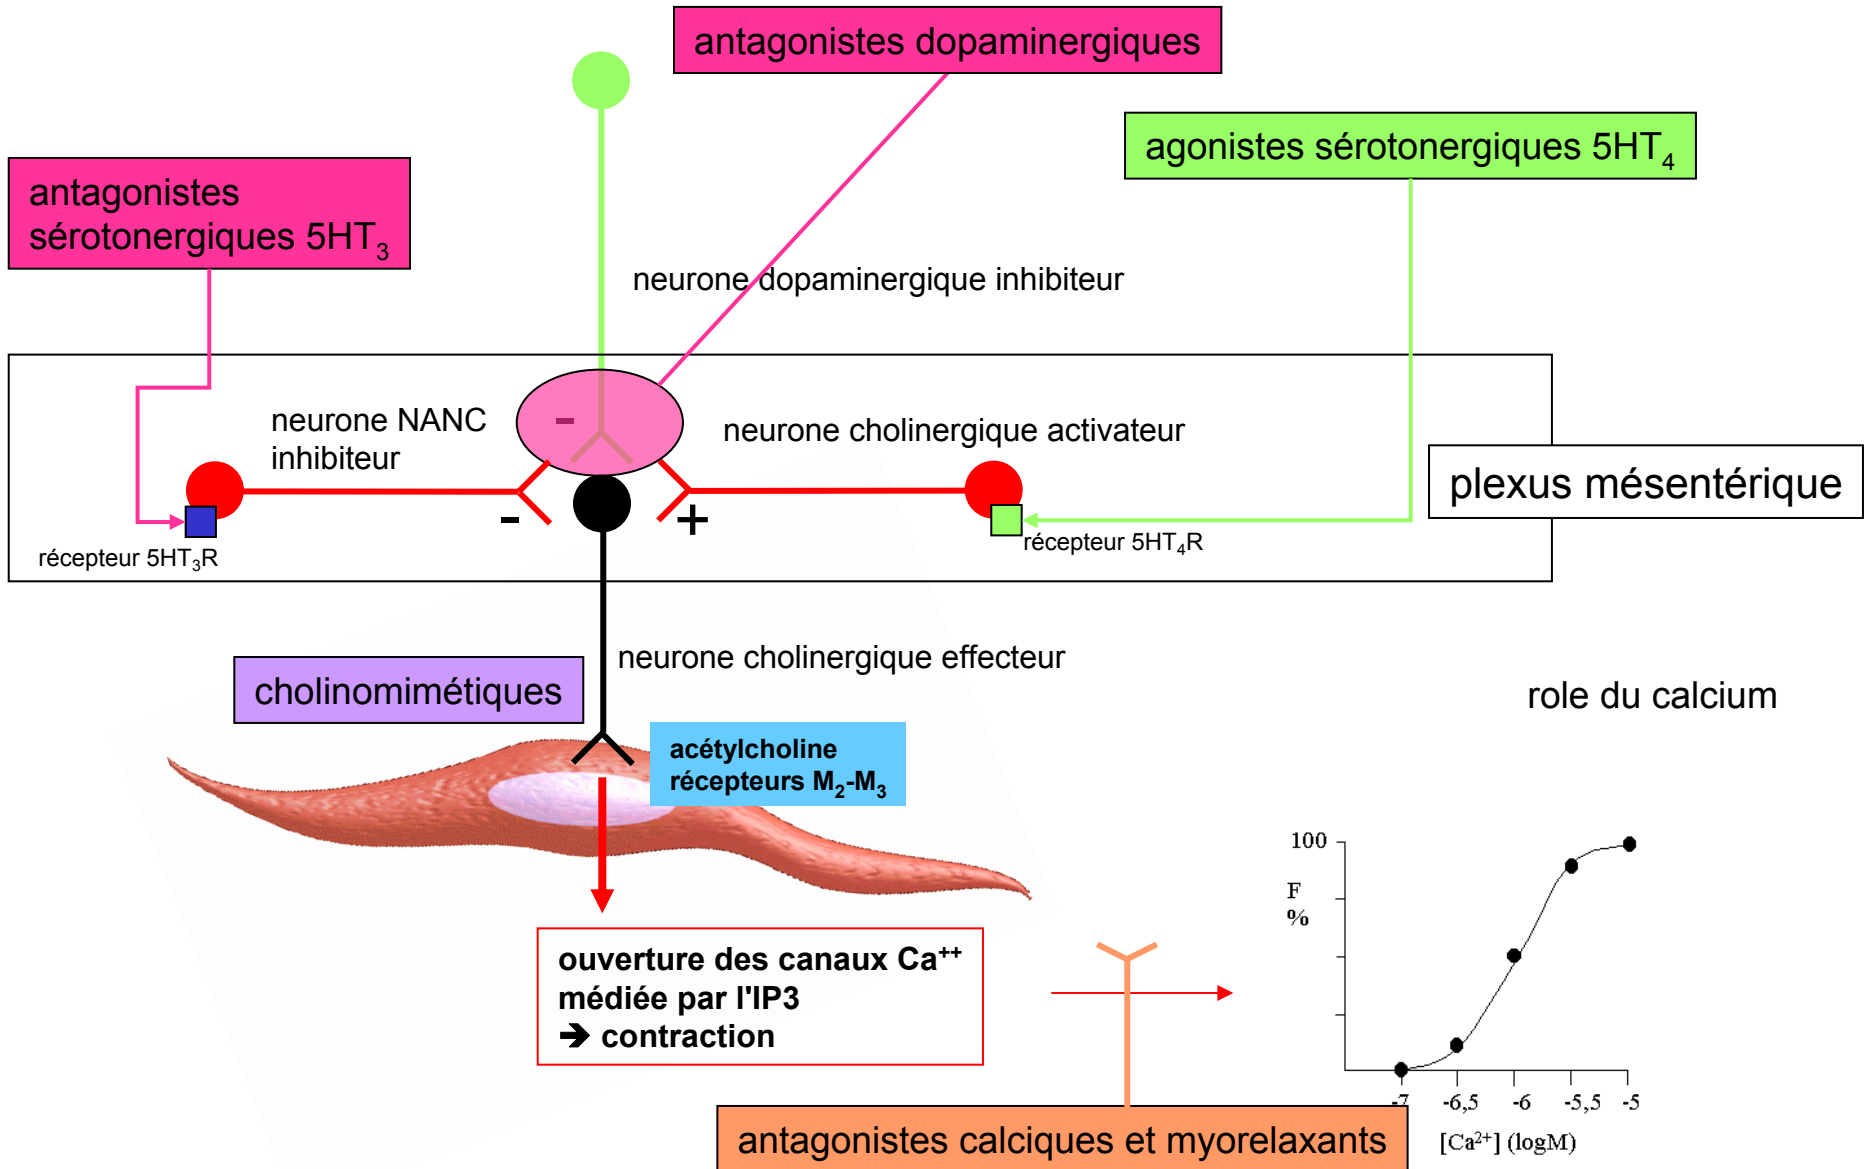 antagonistes dopaminergiques
agonistes sérotonergiques 5HT₄
antagonistes
sérotonergiques 5HT₃
neurone dopaminergique inhibiteur
neurone NANC
inhibiteur
-
neurone cholinergique activateur
plexus mésentérique
-
+
récepteur 5HT₃R
récepteur 5HT₄R
neurone cholinergique effecteur
cholinomimétiques
role du calcium
acétylcholine
récepteurs M₂-M₃
ouverture des canaux Ca⁺⁺
médiée par l'IP3
➔ contraction
100
F
%
-7 -6,5 -6 -5,5 -5
[Ca²⁺] (logM)
antagonistes calciques et myorelaxants